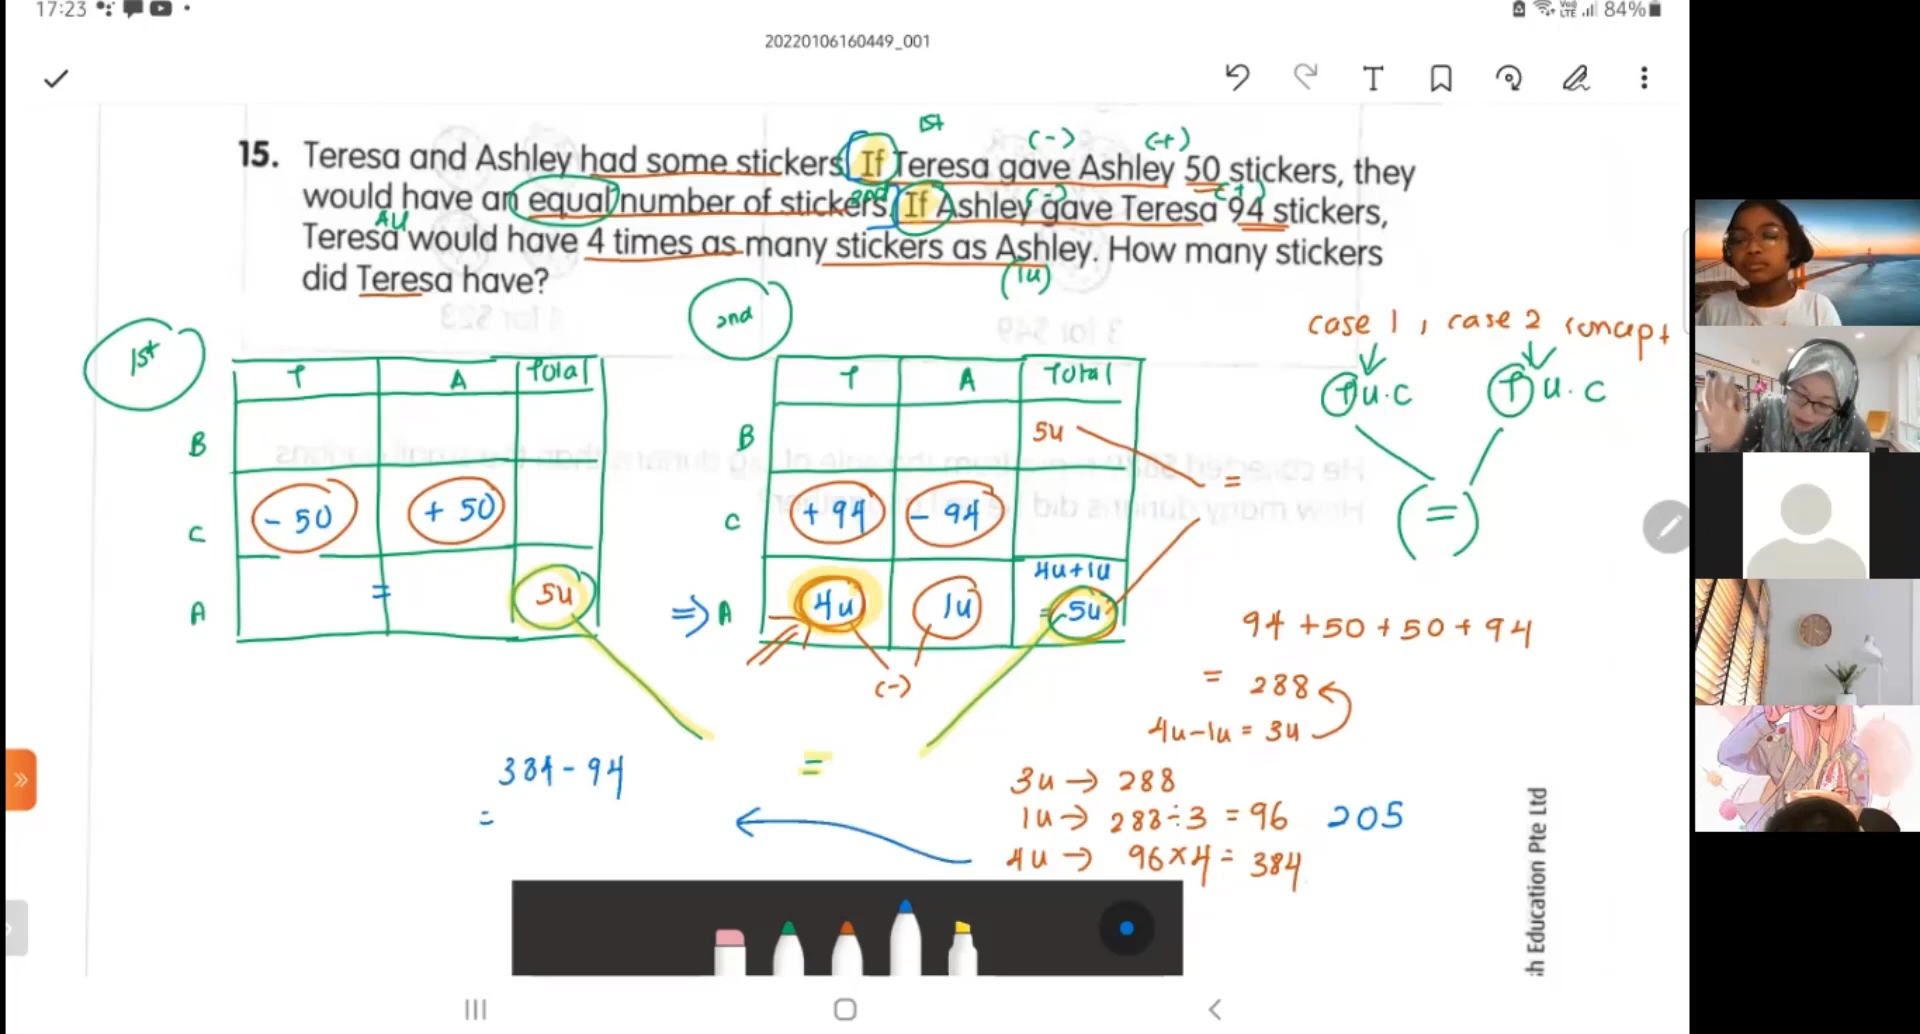 17:23
84%
20220106160449_001
T
1st
(-) (+)
15. Teresa and Ashley had some stickers. If Teresa gave Ashley 50 stickers, they
2nd (-) (+)
would have an equal number of stickers. If Ashley gave Teresa 94 stickers,
4u
Teresa would have 4 times as many stickers as Ashley. How many stickers
(1u)
did Teresa have?
1st
T A Total
B
C - 50 + 50
A = 5u
2nd
T A Total
B 5u
C + 94 - 94
=
4u+1u
⇒ A 4u 1u = 5u
(-)
=
case 1, case 2 concept
T u.c T u.c
(=)
94 + 50 + 50 + 94
= 288
4u-1u = 3u
3u → 288
1u → 288÷3 = 96 205
4u → 96×4 = 384
384 - 94
=
h Education Pte Ltd